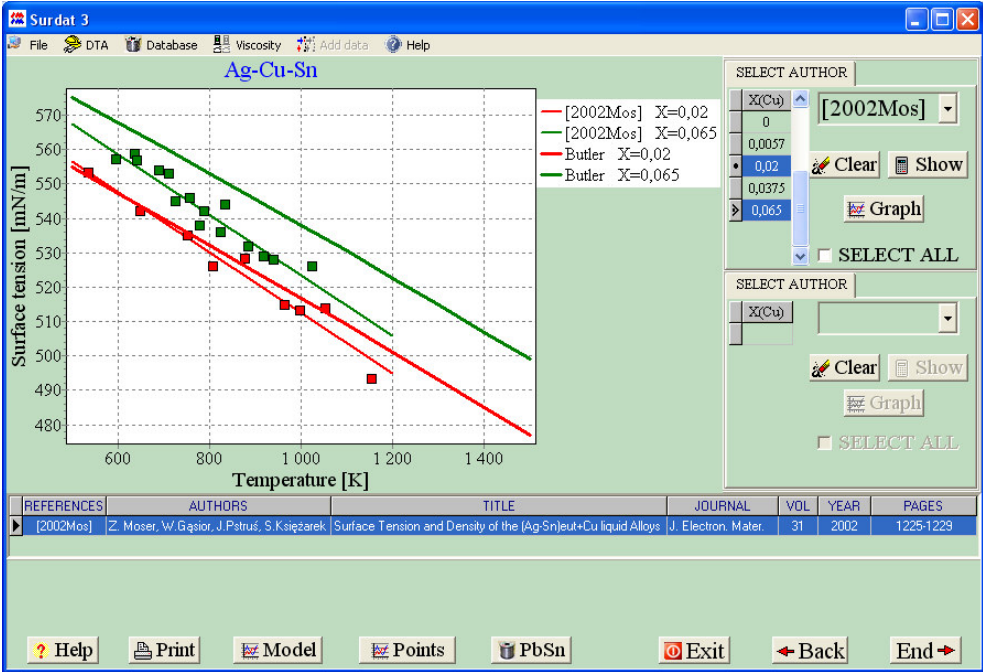 Surdat 3
File DTA Database Viscosity Add data Help
Ag-Cu-Sn
Surface tension [mN/m]
570
560
550
540
530
520
510
500
490
480
600 800 1 000 1 200 1 400
Temperature [K]
[2002Mos] X=0,02
[2002Mos] X=0,065
Butler X=0,02
Butler X=0,065
SELECT AUTHOR
X(Cu)
0
0,0057
0,02
0,0375
0,065
[2002Mos]
Clear Show
Graph
SELECT ALL
SELECT AUTHOR
X(Cu)
Clear Show
Graph
SELECT ALL
REFERENCES AUTHORS TITLE JOURNAL VOL YEAR PAGES
[2002Mos] Z. Moser, W.Gąsior, J.Pstruś, S.Księżarek Surface Tension and Density of the (Ag-Sn)eut+Cu liquid Alloys J. Electron. Mater. 31 2002 1225-1229
? Help Print Model Points PbSn Exit Back End